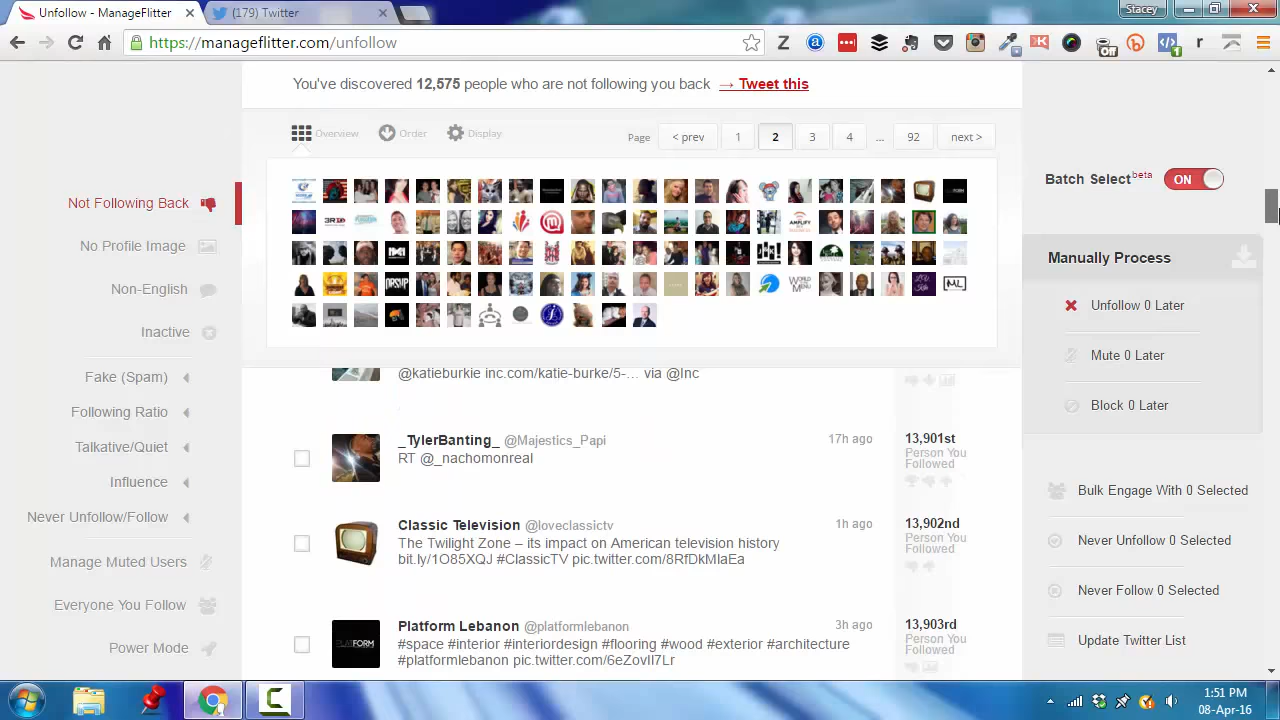 Unfollow - ManageFlitter
(179) Twitter
Stacey
https://manageflitter.com/unfollow
You've discovered 12,575 people who are not following you back → Tweet this
Overview Order Display
Page < prev 1 2 3 4 ... 92 next >
Batch Select beta ON
Not Following Back
No Profile Image
Non-English
Inactive
Fake (Spam)
Following Ratio
Talkative/Quiet
Influence
Never Unfollow/Follow
Manage Muted Users
Everyone You Follow
Power Mode
@katieburkie inc.com/katie-burke/5-... via @Inc
_TylerBanting_ @Majestics_Papi 17h ago
RT @_nachomonreal
13,901st
Person You
Followed
Classic Television @loveclassictv 1h ago
The Twilight Zone – its impact on American television history
bit.ly/1O85XQJ #ClassicTV pic.twitter.com/8RfDkMlaEa
13,902nd
Person You
Followed
Platform Lebanon @platformlebanon 3h ago
#space #interior #interiordesign #flooring #wood #exterior #architecture
#platformlebanon pic.twitter.com/6eZovII7Lr
13,903rd
Person You
Followed
Manually Process
Unfollow 0 Later
Mute 0 Later
Block 0 Later
Bulk Engage With 0 Selected
Never Unfollow 0 Selected
Never Follow 0 Selected
Update Twitter List
1:51 PM
08-Apr-16